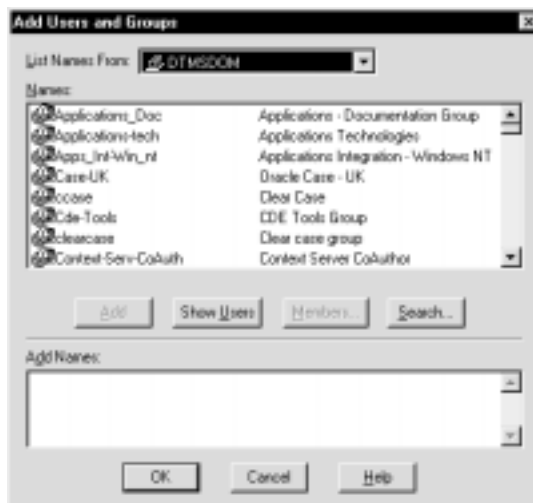 Add Users and Groups
List Names From: DTMSDOM
Names:
Applications_Doc Applications - Documentation Group
Applications-tech Applications Technologies
Apps_Int-Win_nt Applications Integration - Windows NT
Case-UK Oracle Case - UK
ccase Clear Case
Cde-Tools CDE Tools Group
clearcase Clear case group
Context-Serv-CoAuth Context Server CoAuthor
Add Show Users Members... Search...
Add Names:
OK Cancel Help